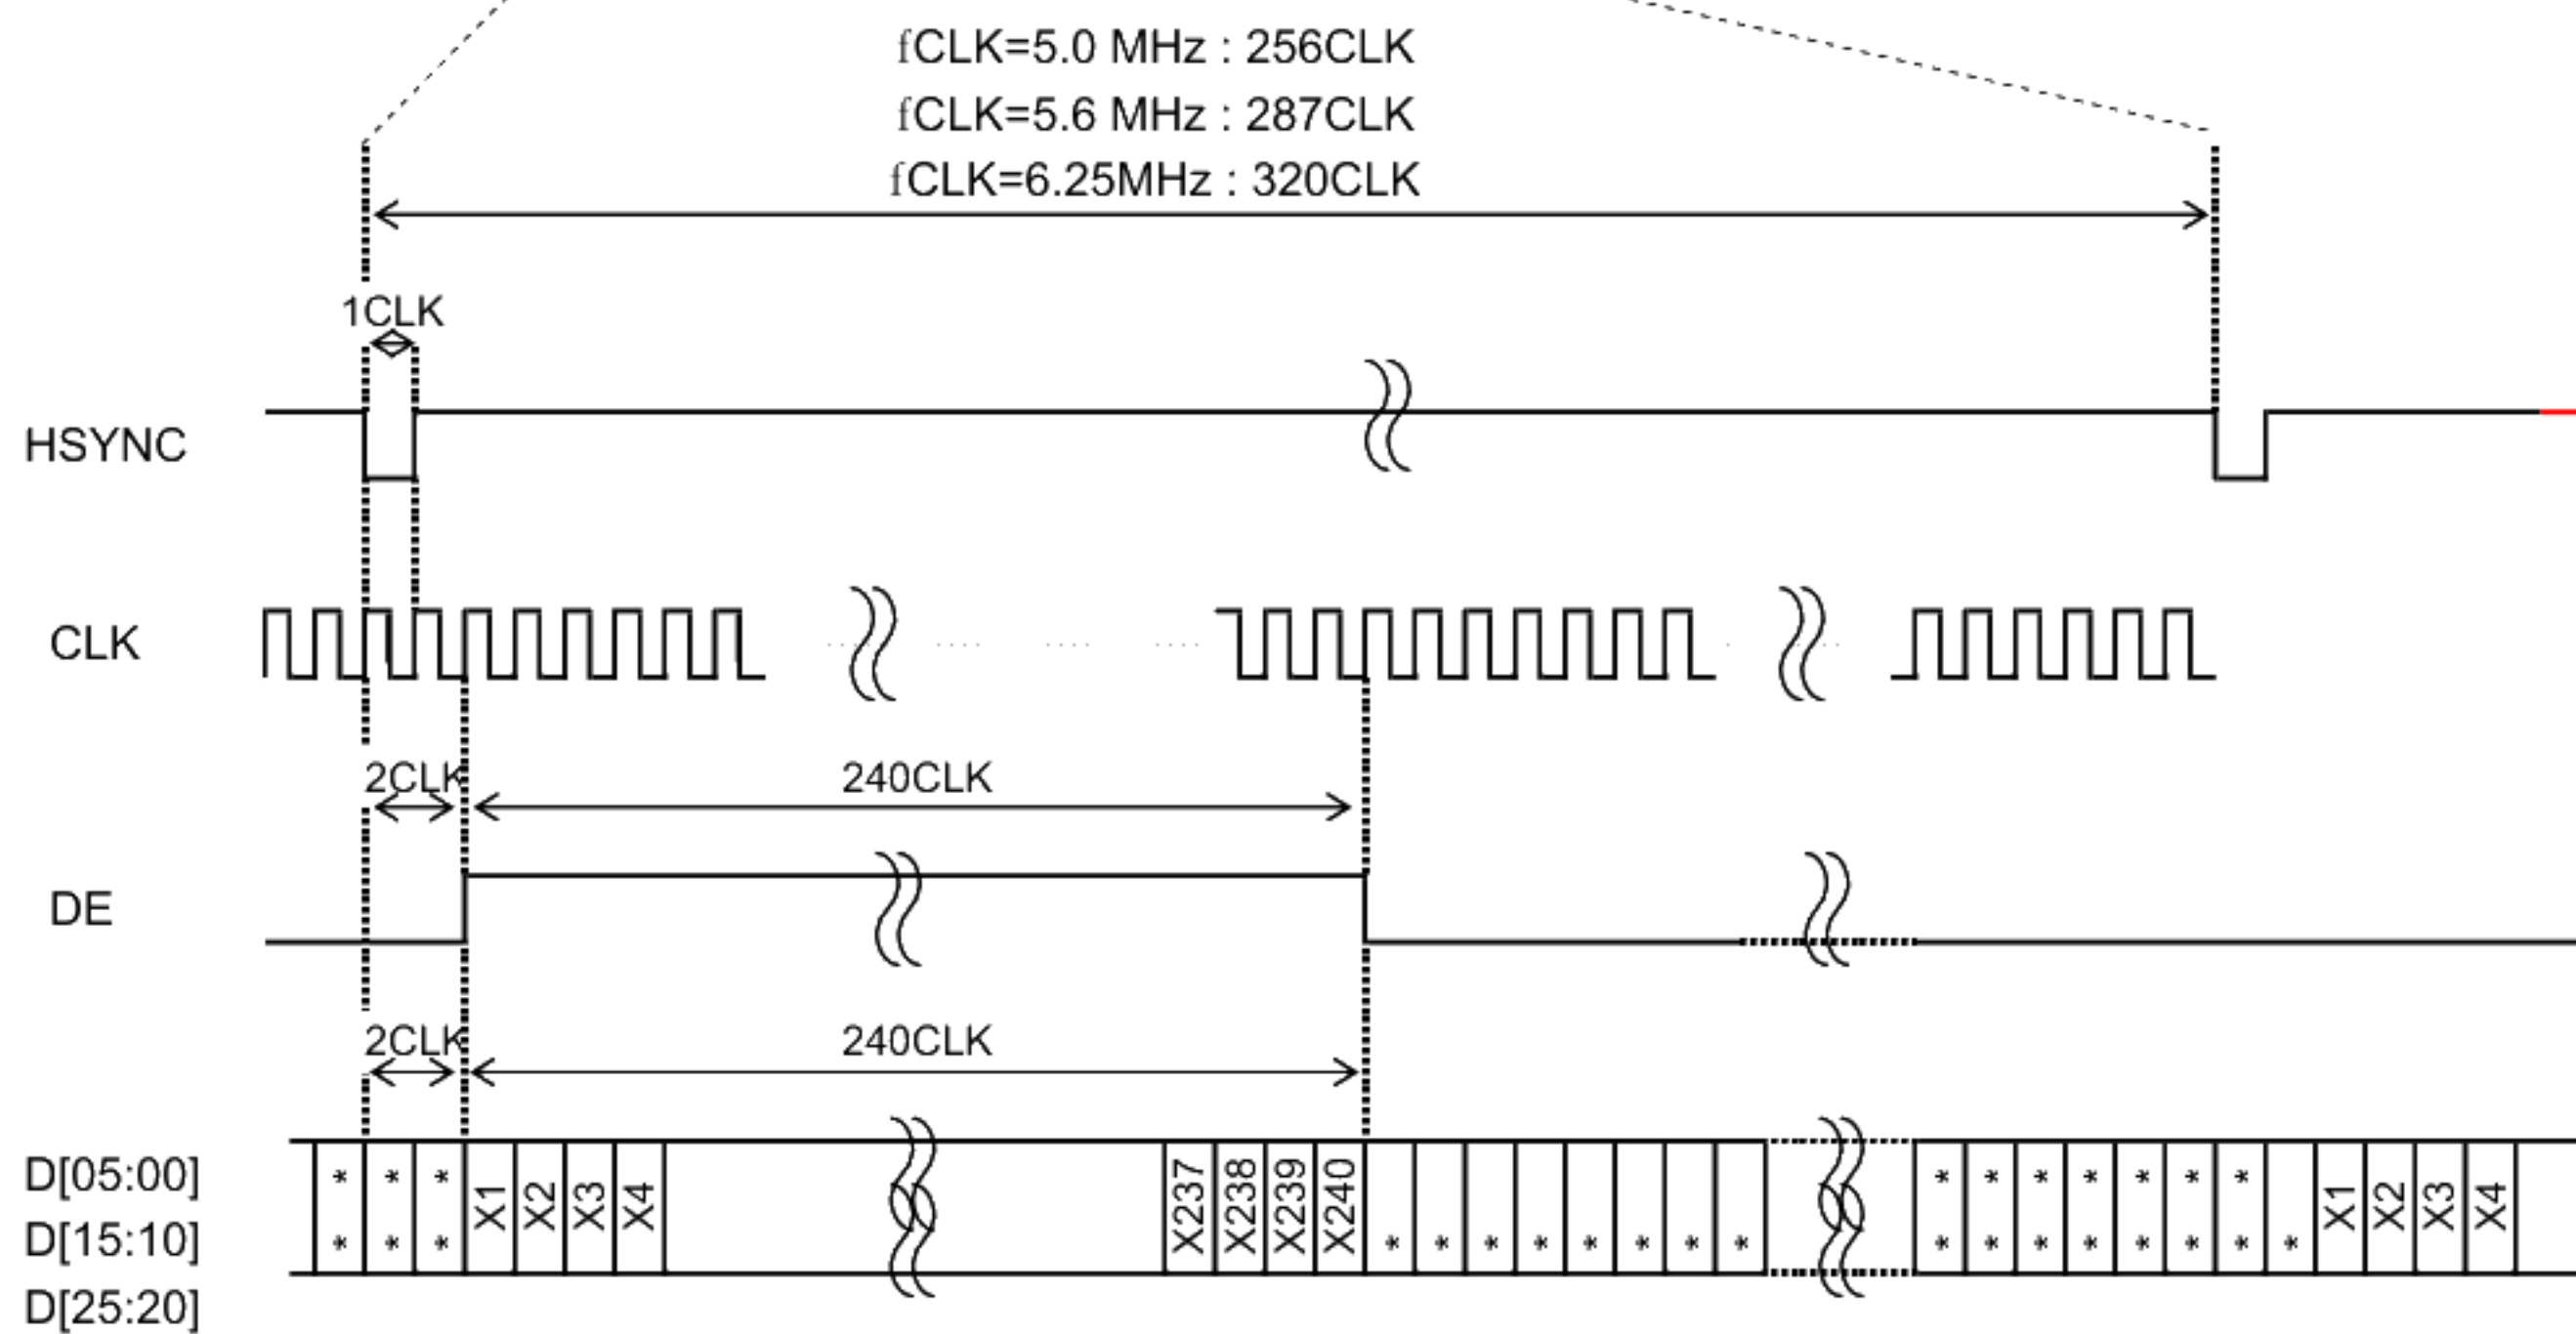 fCLK=5.0 MHz : 256CLK
fCLK=5.6 MHz : 287CLK
fCLK=6.25MHz : 320CLK
1CLK
HSYNC
CLK
2CLK 240CLK
DE
2CLK 240CLK
D[05:00] * * * X1 X2 X3 X4 X237 X238 X239 X240 * * * * * * * X1 X2 X3 X4
D[15:10] * * * * * * * * * * * * * * * * * * *
D[25:20]